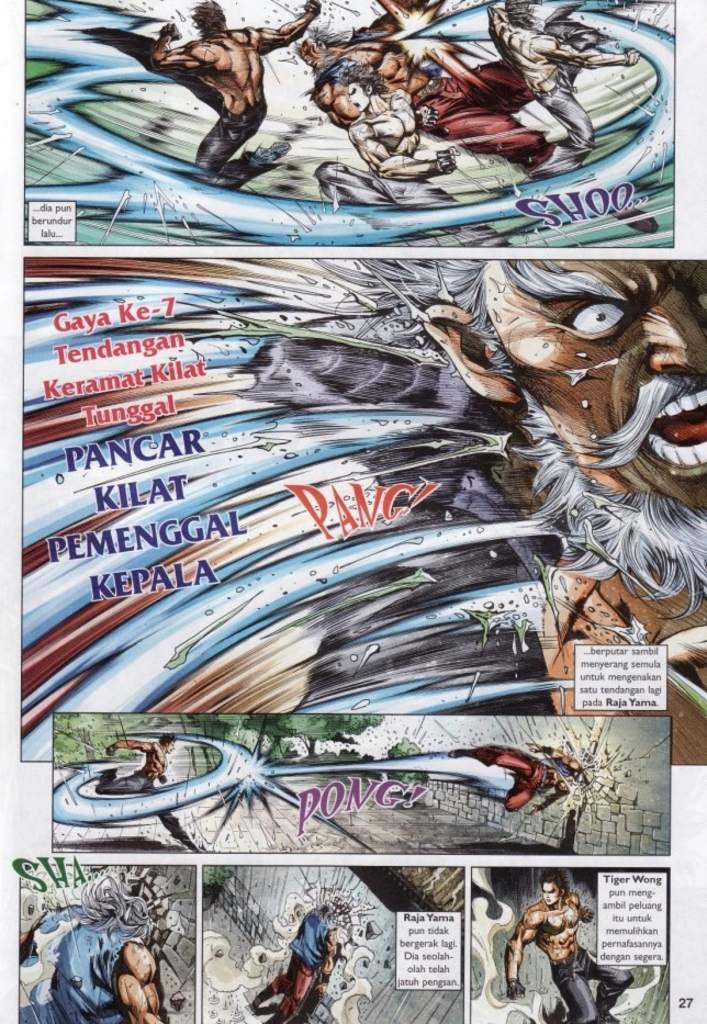 ...dia pun
berundur
lalu...
SHOO...
Gaya Ke-7
Tendangan
Keramat Kilat
Tunggal
PANCAR
KILAT
PEMENGGAL
KEPALA
PANG!
...berputar sambil
menyerang semula
untuk mengenakan
satu tendangan lagi
pada Raja Yama.
PONG!
SHA
Raja Yama
pun tidak
bergerak lagi.
Dia seolah-
olah telah
jatuh pengsan.
Tiger Wong
pun meng-
ambil peluang
itu untuk
memulihkan
pernafasannya
dengan segera.
27